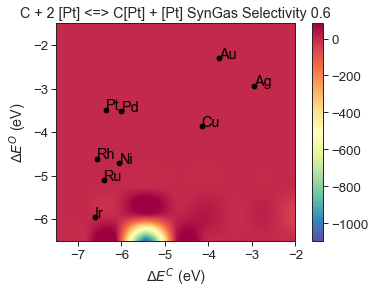 C + 2 [Pt] <=> C[Pt] + [Pt] SynGas Selectivity 0.6
−2
−3
−4
−5
−6
ΔE^O (eV)
Au
Ag
Pt
Pd
Cu
Rh
Ni
Ru
Ir
−7
−6
−5
−4
−3
−2
ΔE^C (eV)
0
−200
−400
−600
−800
−1000